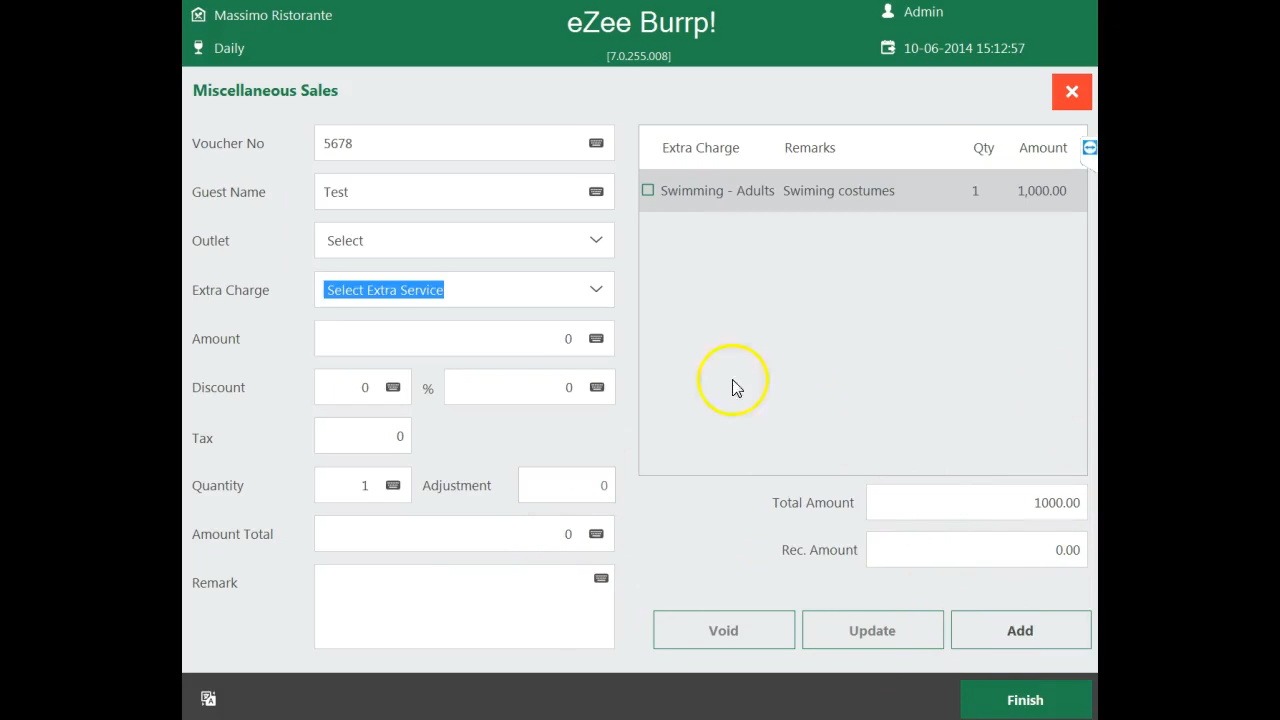 Massimo Ristorante
eZee Burrp!
Admin
Daily
[7.0.255.008]
10-06-2014 15:12:57
Miscellaneous Sales
Voucher No 5678
Guest Name Test
Outlet Select
Extra Charge Select Extra Service
Amount 0
Discount 0 % 0
Tax 0
Quantity 1 Adjustment 0
Amount Total 0
Remark
Extra Charge Remarks Qty Amount
Swimming - Adults Swiming costumes 1 1,000.00
Total Amount 1000.00
Rec. Amount 0.00
Void Update Add
Finish